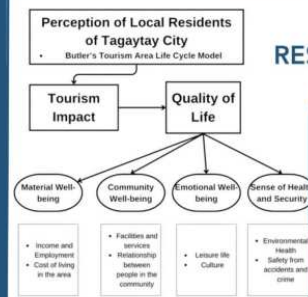 Perception of Local Residents
of Tagaytay City
• Butler's Tourism Area Life Cycle Model
RES
Tourism
Impact
Quality of
Life
Material Well-
being
Community
Well-being
Emotional Well-
being
Sense of Healt
and Security
• Income and
Employment
• Cost of living
in the area
• Facilities and
services
• Relationship
between
people in the
community
• Leisure life
• Culture
• Environmental
Health
• Safety from
accidents and
crime